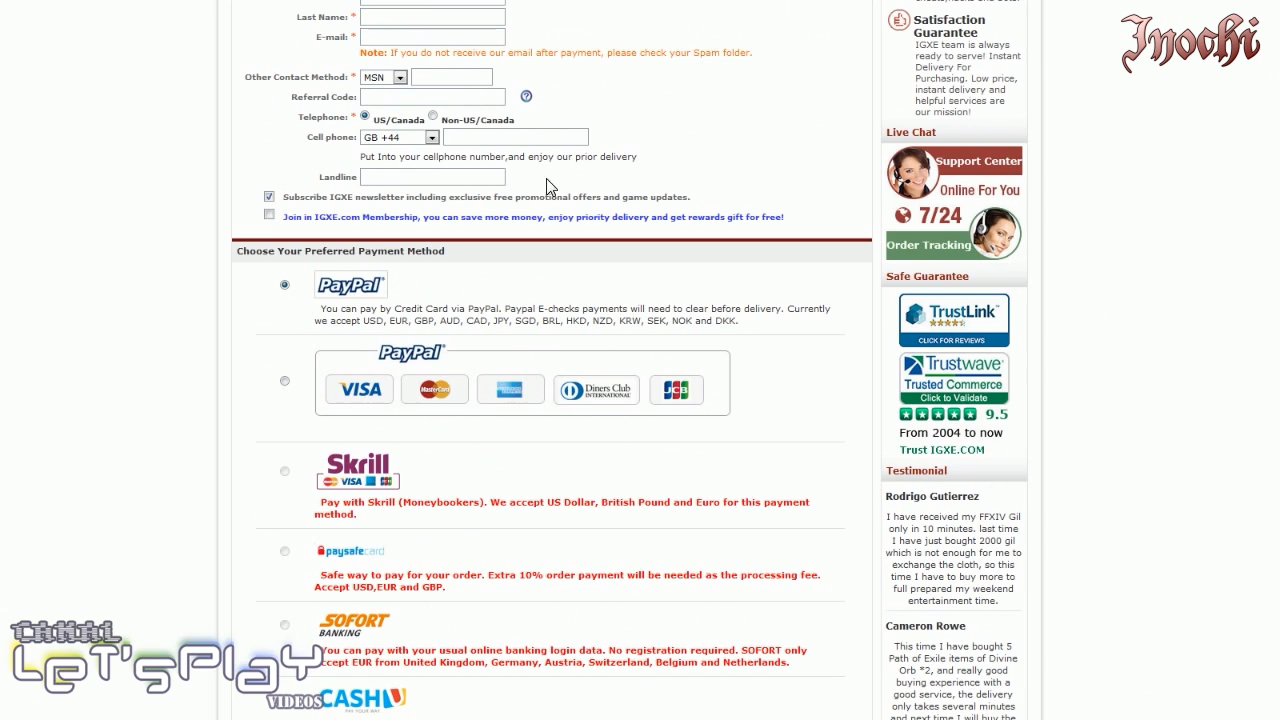 Inochi
Last Name: *
E-mail: *
Note: If you do not receive our email after payment, please check your Spam folder.
Other Contact Method: * MSN
Referral Code:
Telephone: * US/Canada Non-US/Canada
Cell phone: GB +44
Put Into your cellphone number,and enjoy our prior delivery
Landline
Subscribe IGXE newsletter including exclusive free promotional offers and game updates.
Join in IGXE.com Membership, you can save more money, enjoy priority delivery and get rewards gift for free!
Choose Your Preferred Payment Method
PayPal
You can pay by Credit Card via PayPal. Paypal E-checks payments will need to clear before delivery. Currently
we accept USD, EUR, GBP, AUD, CAD, JPY, SGD, BRL, HKD, NZD, KRW, SEK, NOK and DKK.
PayPal
VISA MasterCard Diners Club INTERNATIONAL JCB
Skrill
VISA
Pay with Skrill (Moneybookers). We accept US Dollar, British Pound and Euro for this payment
method.
paysafecard
Safe way to pay for your order. Extra 10% order payment will be needed as the processing fee.
Accept USD,EUR and GBP.
SOFORT
BANKING
You can pay with your usual online banking login data. No registration required. SOFORT only
accept EUR from United Kingdom, Germany, Austria, Switzerland, Belgium and Netherlands.
CASHU
PAY YOUR WAY
Satisfaction
Guarantee
IGXE team is always
ready to serve! Instant
Delivery For
Purchasing. Low price,
instant delivery and
helpful services are
our mission!
Live Chat
Support Center
Online For You
7/24
Order Tracking
Safe Guarantee
TrustLink
CLICK FOR REVIEWS
Trustwave
Trusted Commerce
Click to Validate
9.5
From 2004 to now
Trust IGXE.COM
Testimonial
Rodrigo Gutierrez
I have received my FFXIV Gil
only in 10 minutes. last time
I have just bought 2000 gil
which is not enough for me to
exchange the cloth, so this
time I have to buy more to
full prepared my weekend
entertainment time.
Cameron Rowe
This time I have bought 5
Path of Exile items of Divine
Orb *2, and really good
buying experience with a
good service, the delivery
only takes several minutes
and next time I will buy the
CANAL
LET'SPLAY
VIDEOS